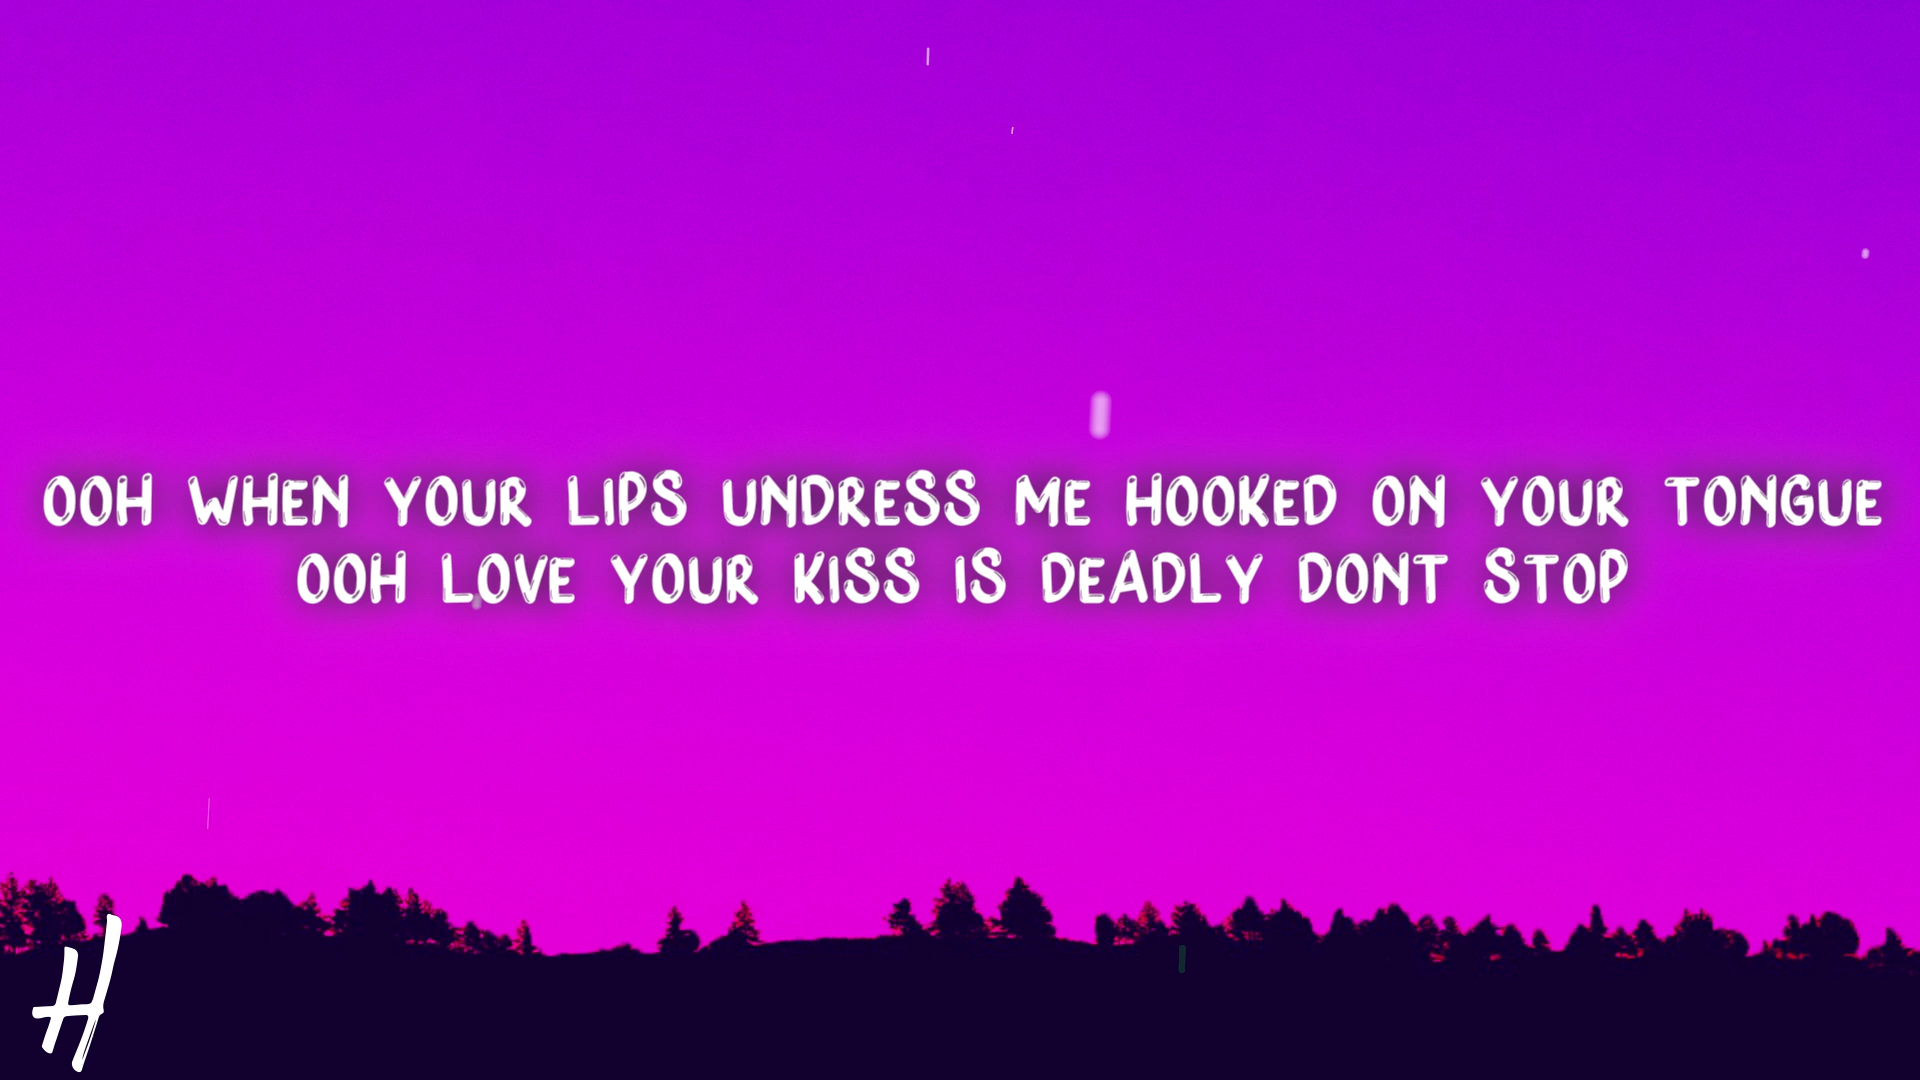 OOH WHEN YOUR LIPS UNDRESS ME HOOKED ON YOUR TONGUE
OOH LOVE YOUR KISS IS DEADLY DONT STOP
H